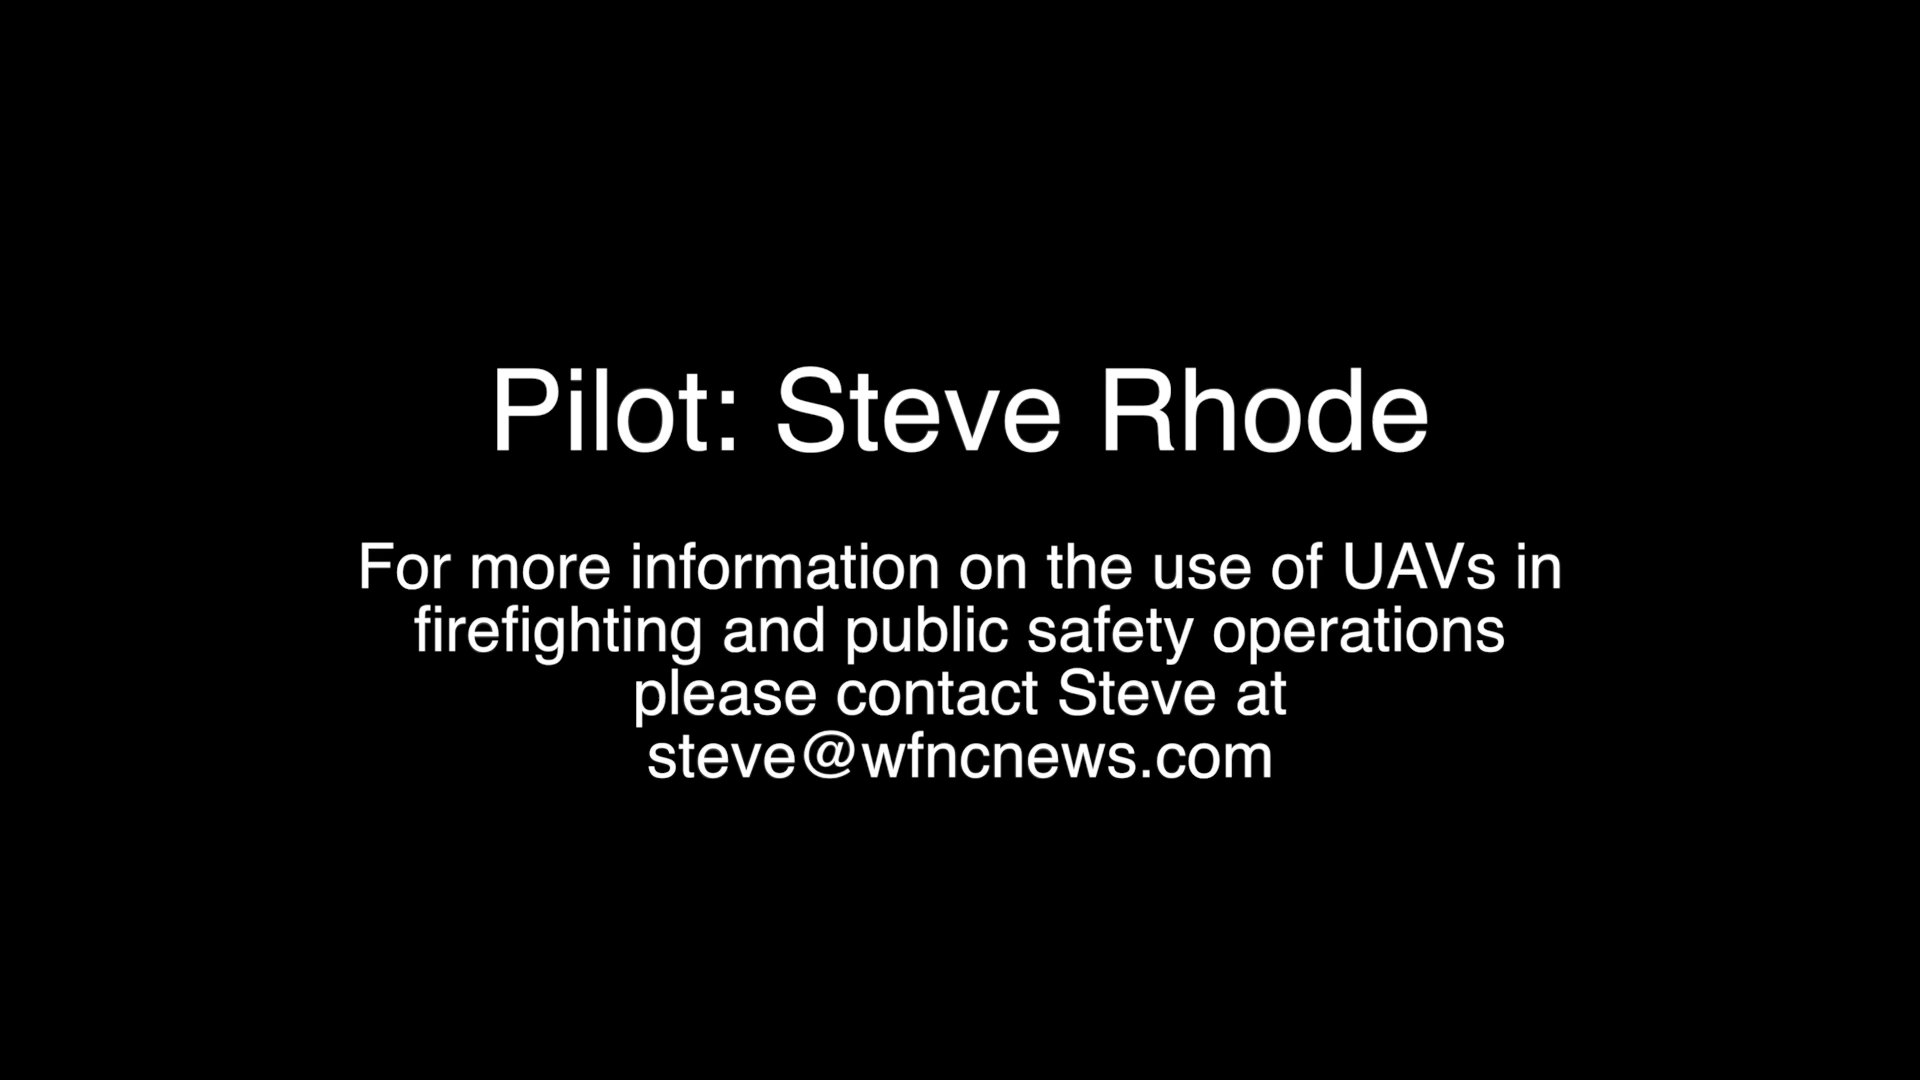 Pilot: Steve Rhode
For more information on the use of UAVs in
firefighting and public safety operations
please contact Steve at
steve@wfncnews.com